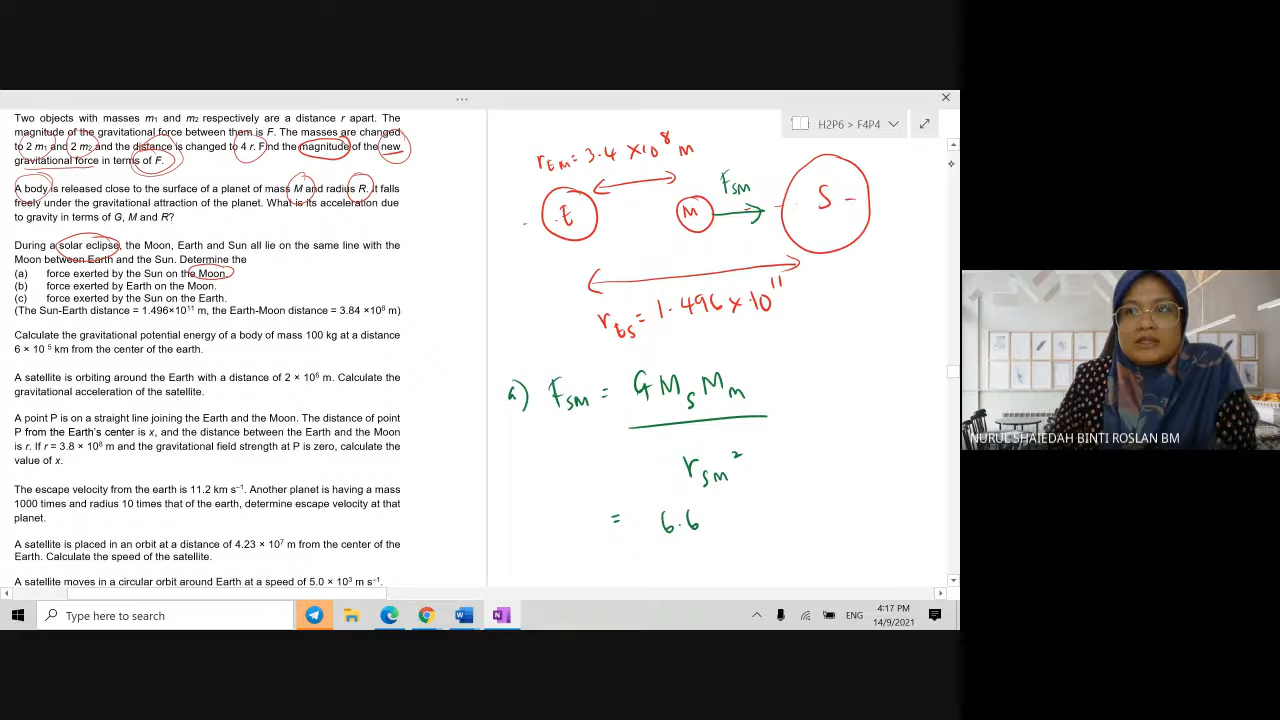 Two objects with masses m1 and m2 respectively are a distance r apart. The
magnitude of the gravitational force between them is F. The masses are changed
to 2 m1 and 2 m2 and the distance is changed to 4 r. Find the magnitude of the new
gravitational force in terms of F.
A body is released close to the surface of a planet of mass M and radius R. It falls
freely under the gravitational attraction of the planet. What is its acceleration due
to gravity in terms of G, M and R?
During a solar eclipse, the Moon, Earth and Sun all lie on the same line with the
Moon between Earth and the Sun. Determine the
(a) force exerted by the Sun on the Moon.
(b) force exerted by Earth on the Moon.
(c) force exerted by the Sun on the Earth.
(The Sun-Earth distance = 1.496×10¹¹ m, the Earth-Moon distance = 3.84 ×10⁸ m)
Calculate the gravitational potential energy of a body of mass 100 kg at a distance
6 × 10 ⁵ km from the center of the earth.
A satellite is orbiting around the Earth with a distance of 2 × 10⁶ m. Calculate the
gravitational acceleration of the satellite.
A point P is on a straight line joining the Earth and the Moon. The distance of point
P from the Earth's center is x, and the distance between the Earth and the Moon
is r. If r = 3.8 × 10⁸ m and the gravitational field strength at P is zero, calculate the
value of x.
The escape velocity from the earth is 11.2 km s⁻¹. Another planet is having a mass
1000 times and radius 10 times that of the earth, determine escape velocity at that
planet.
A satellite is placed in an orbit at a distance of 4.23 × 10⁷ m from the center of the
Earth. Calculate the speed of the satellite.
A satellite moves in a circular orbit around Earth at a speed of 5.0 × 10³ m s⁻¹.
H2P6 > F4P4
rEM = 3.4 ×10⁸ m
FSM
E
M
S
rES = 1.496 × 10¹¹
a) FSM = G Ms Mm
rSM²
= 6.6
NURUL SHAIEDAH BINTI ROSLAN BM
Type here to search
ENG
4:17 PM
14/9/2021